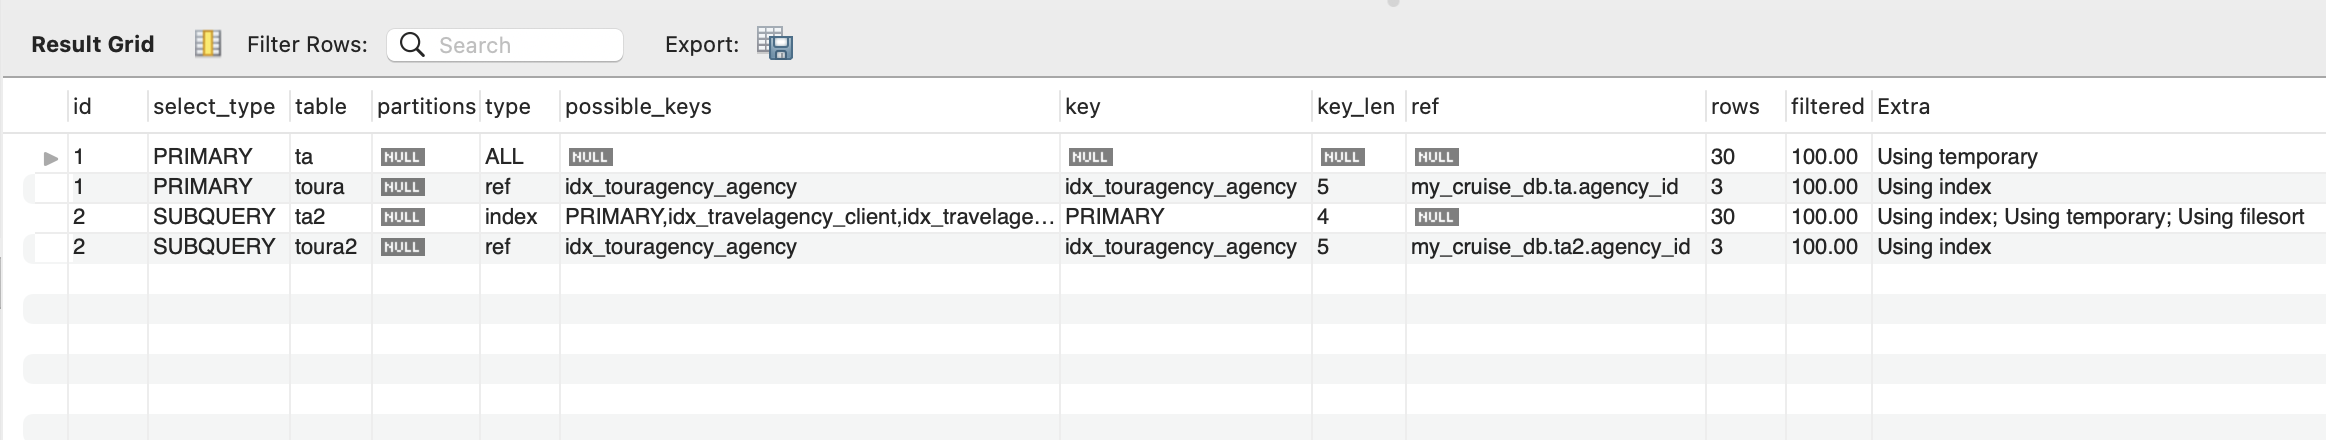 Result Grid Filter Rows: Search Export:
id select_type table partitions type possible_keys key key_len ref rows filtered Extra
1 PRIMARY ta NULL ALL NULL NULL NULL NULL 30 100.00 Using temporary
1 PRIMARY toura NULL ref idx_touragency_agency idx_touragency_agency 5 my_cruise_db.ta.agency_id 3 100.00 Using index
2 SUBQUERY ta2 NULL index PRIMARY,idx_travelagency_client,idx_travelage... PRIMARY 4 NULL 30 100.00 Using index; Using temporary; Using filesort
2 SUBQUERY toura2 NULL ref idx_touragency_agency idx_touragency_agency 5 my_cruise_db.ta2.agency_id 3 100.00 Using index